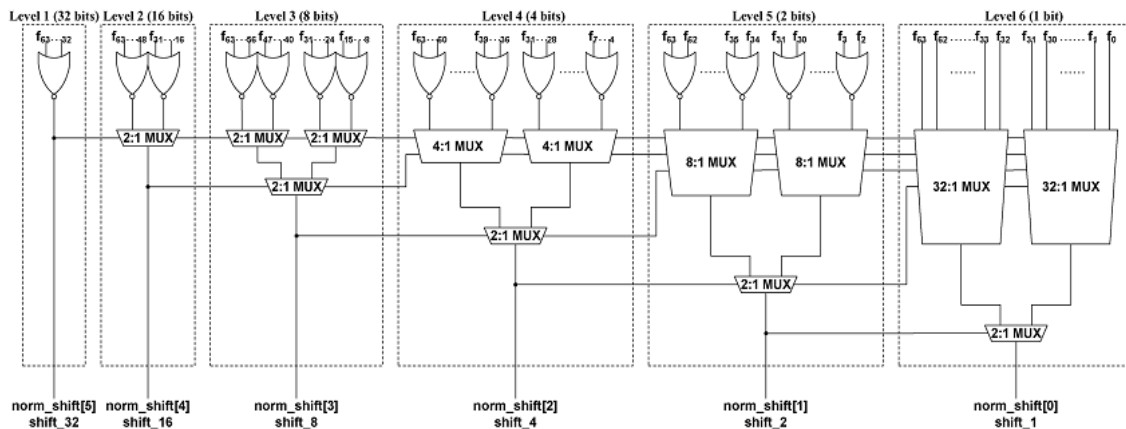 Level 1 (32 bits) Level 2 (16 bits) Level 3 (8 bits) Level 4 (4 bits) Level 5 (2 bits) Level 6 (1 bit)
f63......32 f63...48 f31...16 f63...56 f47...40 f31...24 f15...8 f63...60 f39...36 f31...28 f7...4 f63 f62 f35 f34 f31 f30 f3 f2 f63 f62 ........ f33 f32 f31 f30 ........ f1 f0
...... ...... ...... ...... ...... ......
2:1 MUX 2:1 MUX 2:1 MUX 4:1 MUX 4:1 MUX 8:1 MUX 8:1 MUX 32:1 MUX 32:1 MUX
2:1 MUX
2:1 MUX
2:1 MUX
2:1 MUX
norm_shift[5] norm_shift[4] norm_shift[3] norm_shift[2] norm_shift[1] norm_shift[0]
shift_32 shift_16 shift_8 shift_4 shift_2 shift_1